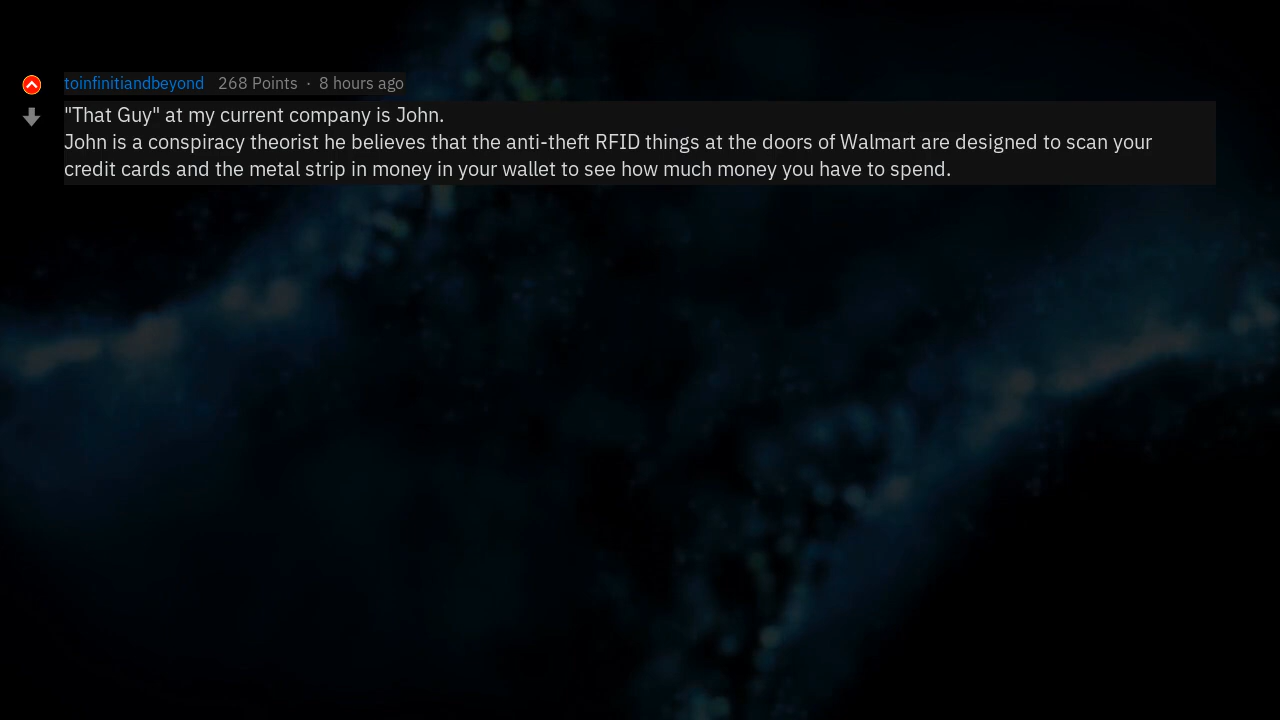 toinfinitiandbeyond 268 Points · 8 hours ago
"That Guy" at my current company is John.
John is a conspiracy theorist he believes that the anti-theft RFID things at the doors of Walmart are designed to scan your
credit cards and the metal strip in money in your wallet to see how much money you have to spend.